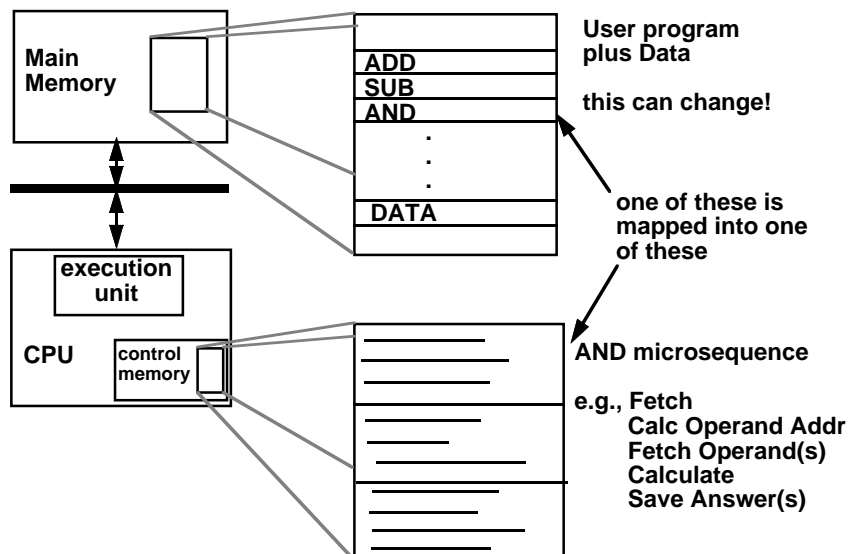 Main
Memory
ADD
SUB
AND
.
.
.
DATA
User program
plus Data
this can change!
one of these is
mapped into one
of these
execution
unit
CPU
control
memory
AND microsequence
e.g., Fetch
Calc Operand Addr
Fetch Operand(s)
Calculate
Save Answer(s)